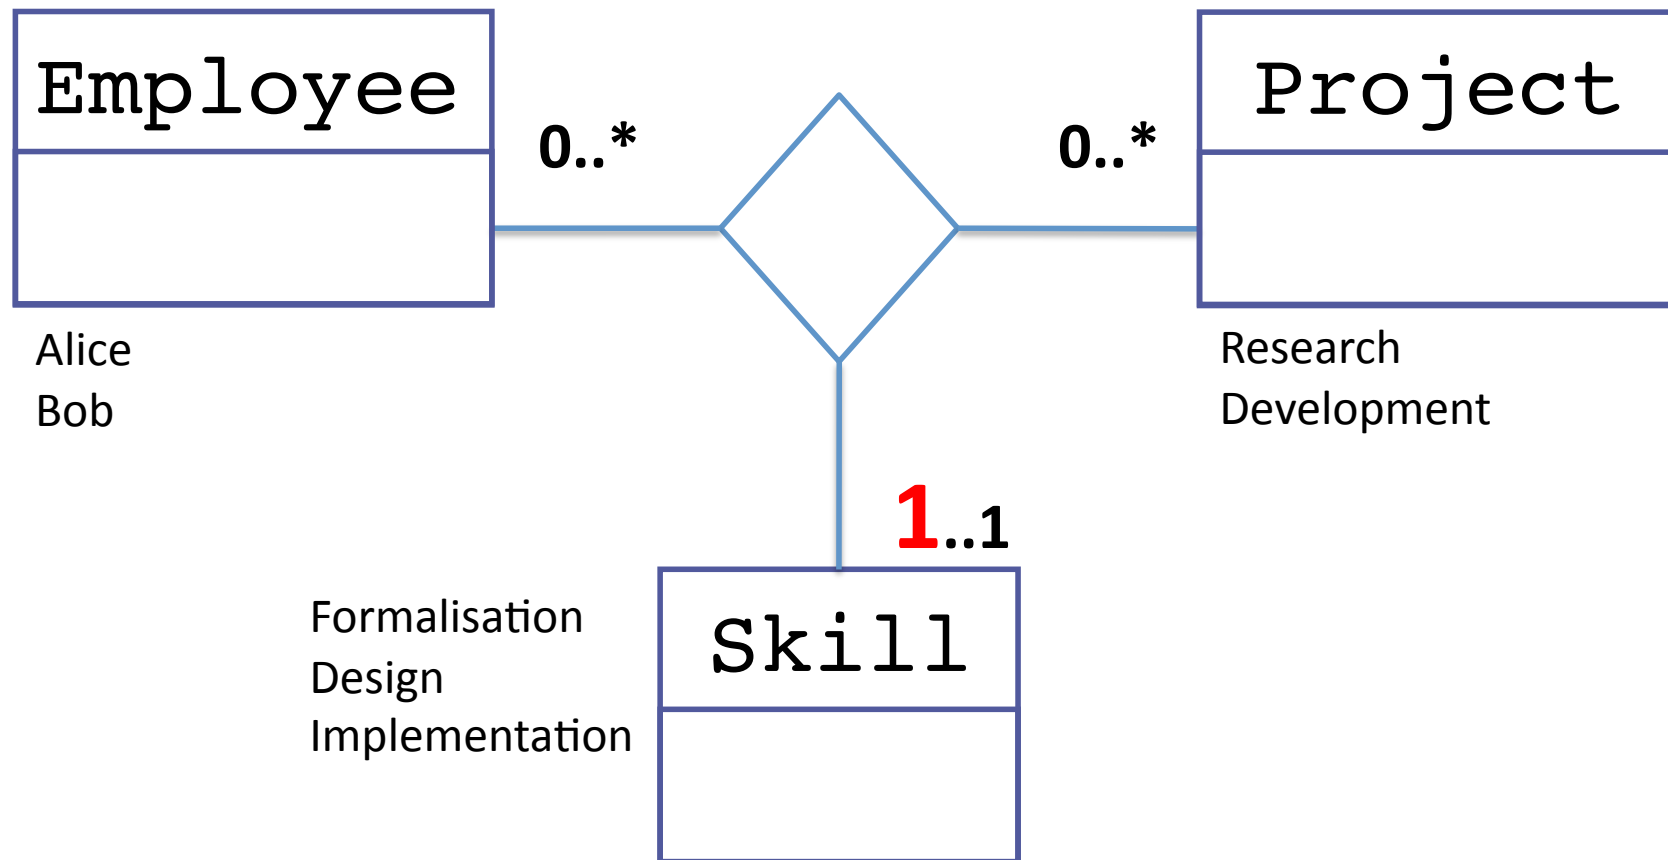 Employee
Project
0..*
0..*
Alice
Bob
Research
Development
1..1
Formalisation
Design
Implementation
Skill